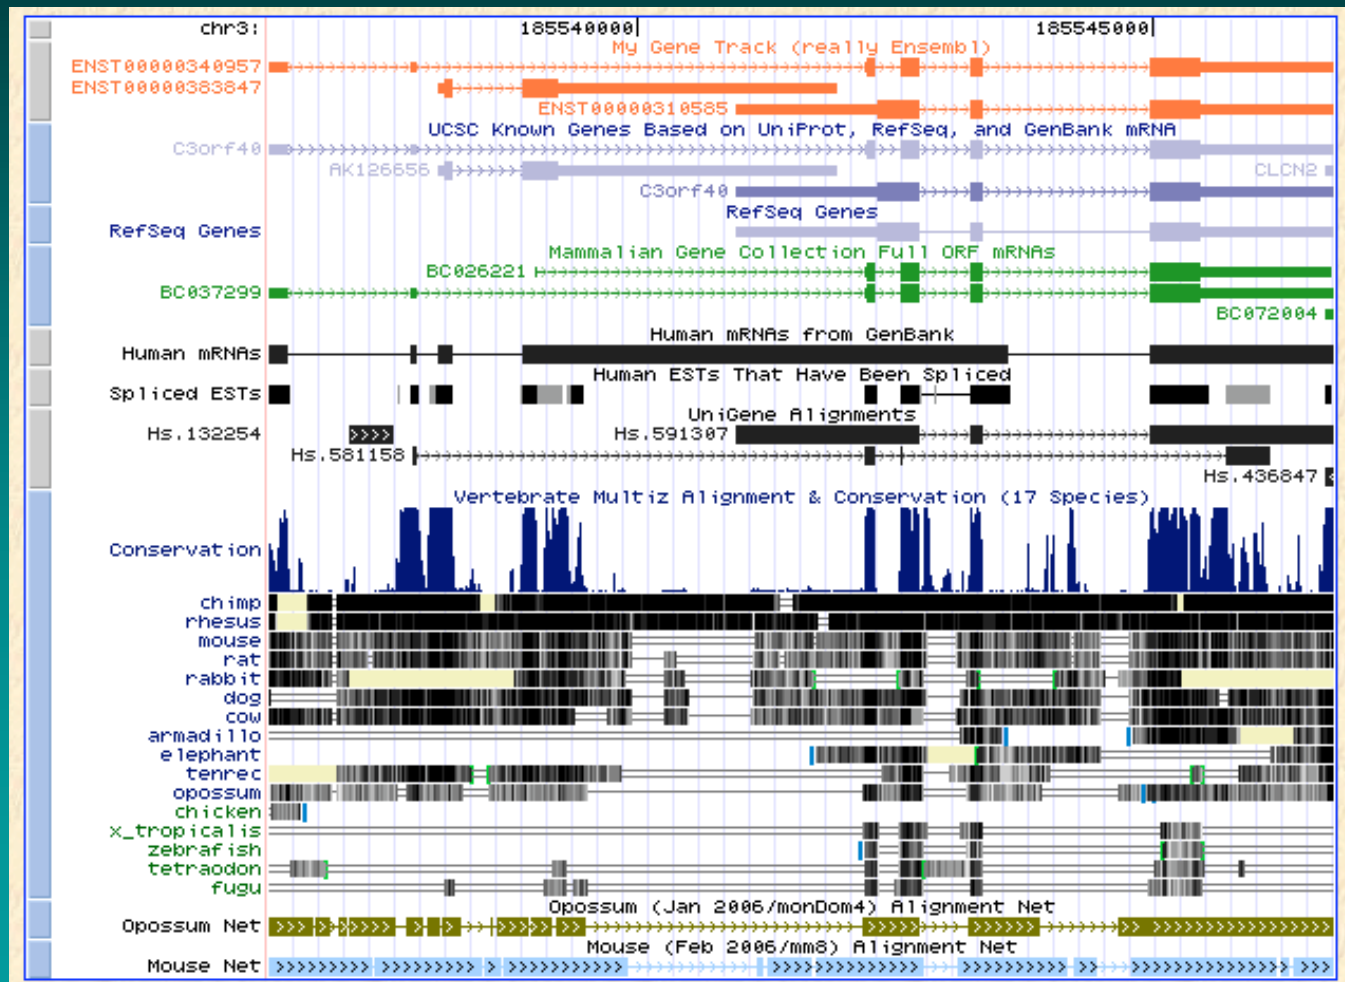 chr3: 185540000| 185545000|
My Gene Track (really Ensembl)
ENST00000340957
ENST00000383847
ENST00000310585
UCSC Known Genes Based on UniProt, RefSeq, and GenBank mRNA
C3orf40
AK126656 CLCN2
C3orf40
RefSeq Genes
RefSeq Genes
Mammalian Gene Collection Full ORF mRNAs
BC026221
BC037299
BC072004
Human mRNAs from GenBank
Human mRNAs
Human ESTs That Have Been Spliced
Spliced ESTs
UniGene Alignments
Hs.132254 Hs.591307
Hs.581158
Hs.436847
Vertebrate Multiz Alignment & Conservation (17 Species)
Conservation
chimp
rhesus
mouse
rat
rabbit
dog
cow
armadillo
elephant
tenrec
opossum
chicken
x_tropicalis
zebrafish
tetraodon
fugu
Opossum (Jan 2006/monDom4) Alignment Net
Opossum Net
Mouse (Feb 2006/mm8) Alignment Net
Mouse Net